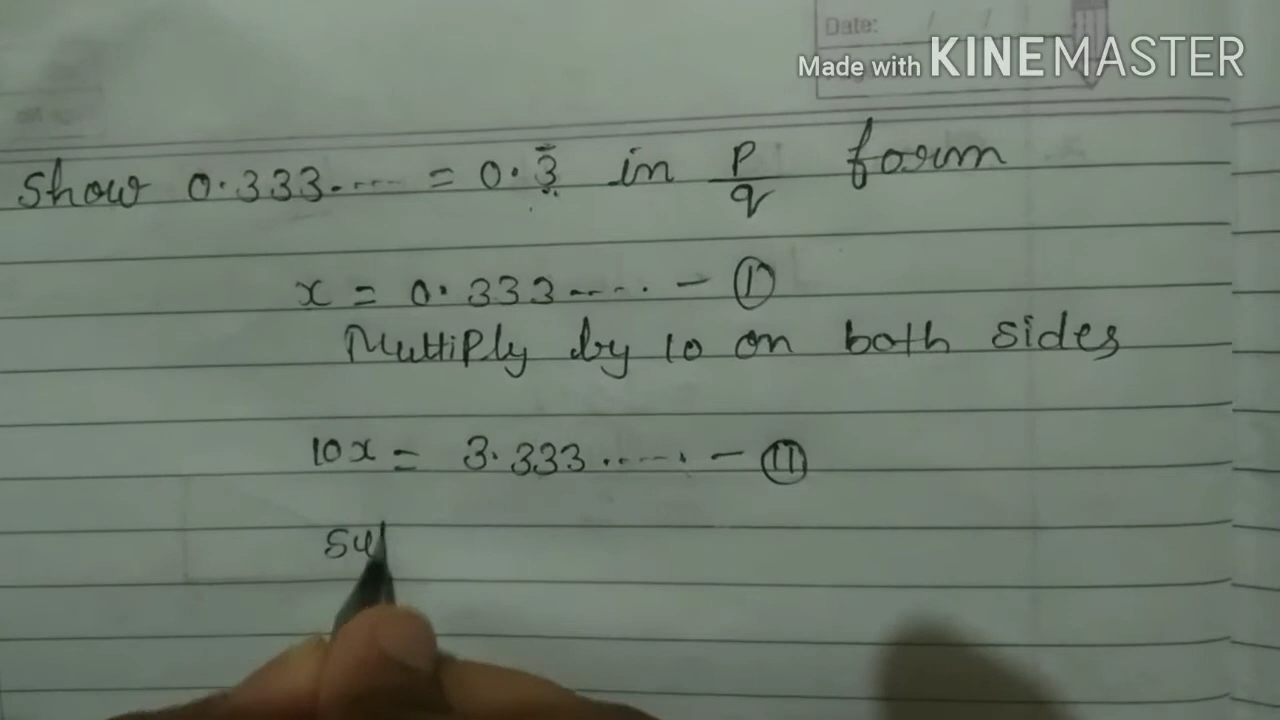 Date: / /
Made with KINEMASTER
Show 0.333.... = 0.3̅ in p/q form
x = 0.333..... - (I)
Multiply by 10 on both sides
10x = 3.333...... - (II)
Su